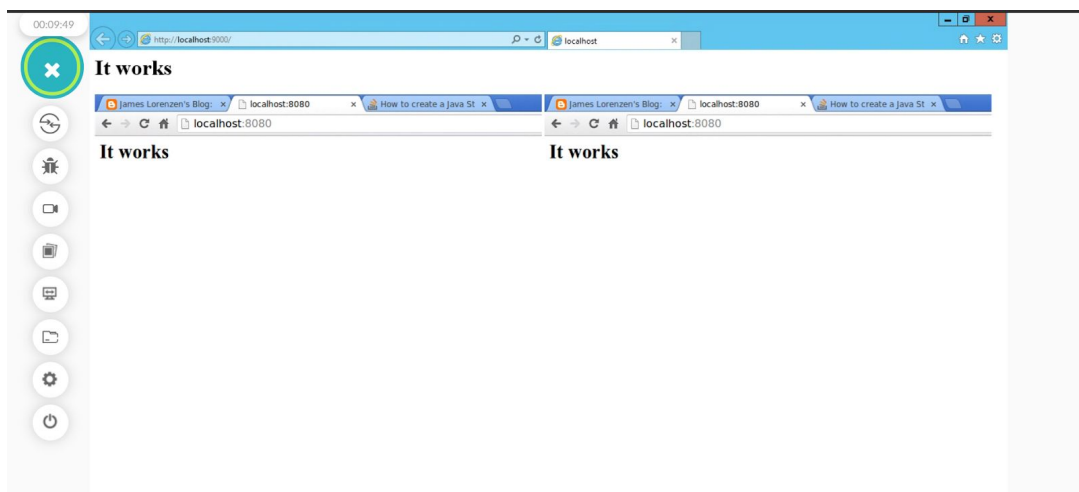 00:09:49
http://localhost:9000/
localhost
It works
James Lorenzen's Blog: localhost:8080 How to create a Java St
localhost:8080
It works
James Lorenzen's Blog: localhost:8080 How to create a Java St
localhost:8080
It works